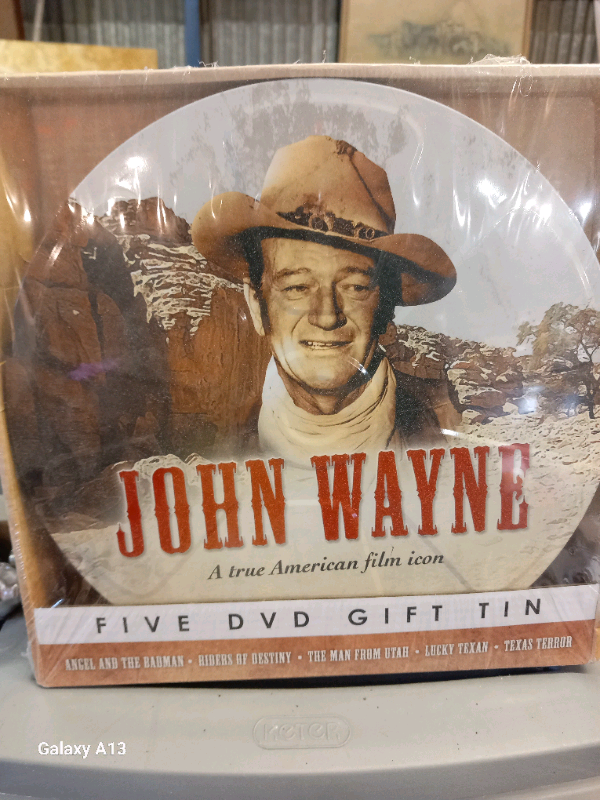 JOHN WAYNE
A true American film icon
FIVE DVD GIFT TIN
ANGEL AND THE BADMAN • RIDERS OF DESTINY • THE MAN FROM UTAH • LUCKY TEXAN • TEXAS TERROR
KETER
Galaxy A13